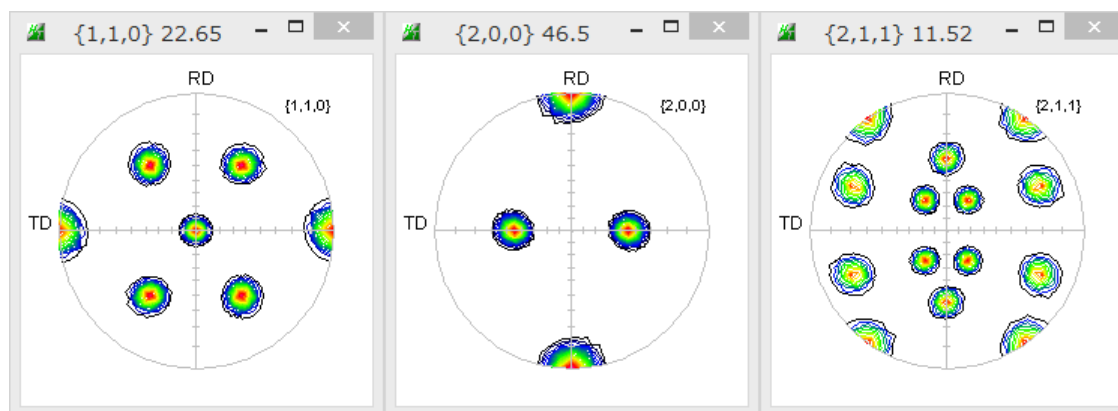 {1,1,0} 22.65
RD
{1,1,0}
TD
{2,0,0} 46.5
RD
{2,0,0}
TD
{2,1,1} 11.52
RD
{2,1,1}
TD